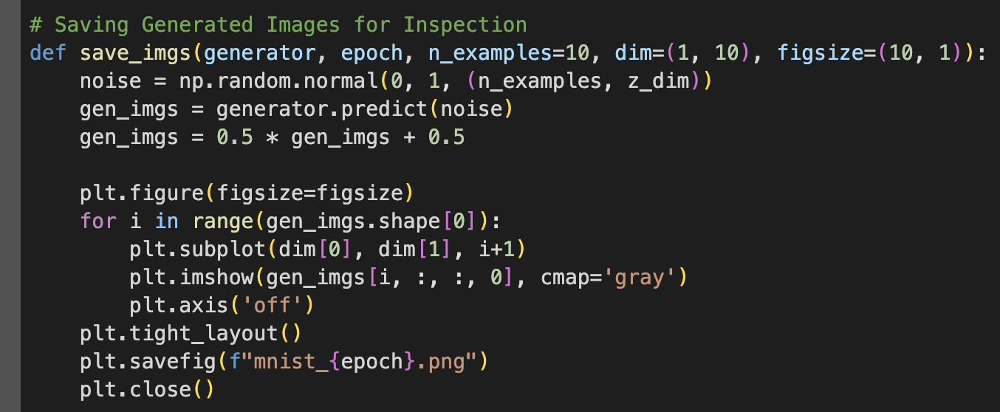 # Saving Generated Images for Inspection
def save_imgs(generator, epoch, n_examples=10, dim=(1, 10), figsize=(10, 1)):
    noise = np.random.normal(0, 1, (n_examples, z_dim))
    gen_imgs = generator.predict(noise)
    gen_imgs = 0.5 * gen_imgs + 0.5

    plt.figure(figsize=figsize)
    for i in range(gen_imgs.shape[0]):
        plt.subplot(dim[0], dim[1], i+1)
        plt.imshow(gen_imgs[i, :, :, 0], cmap='gray')
        plt.axis('off')
    plt.tight_layout()
    plt.savefig(f"mnist_{epoch}.png")
    plt.close()